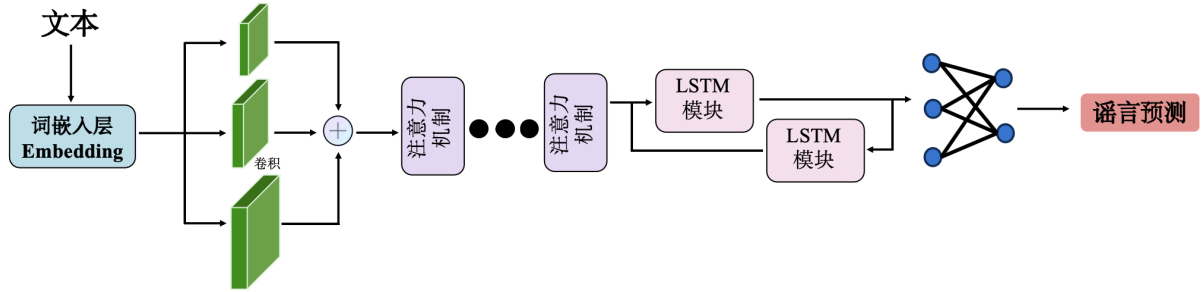 文本
词嵌入层
Embedding
卷积
注意力
机制
注意力
机制
LSTM
模块
LSTM
模块
谣言预测